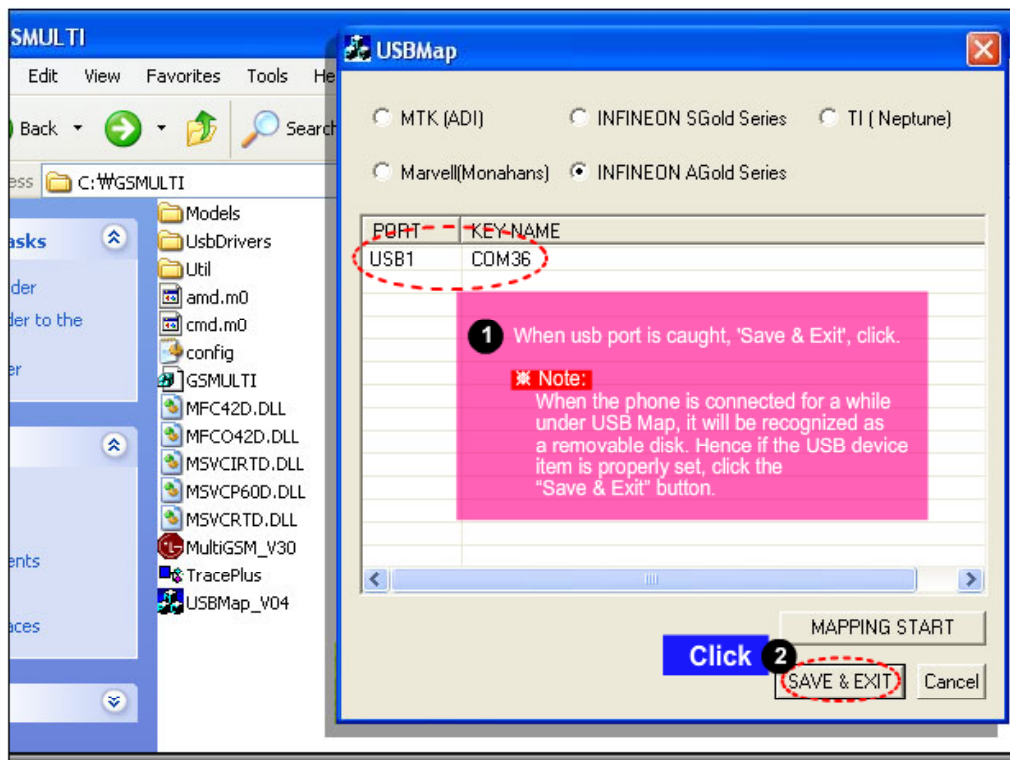 SMULTI
Edit View Favorites Tools He
Back Search
ess C:₩GSMULTI
asks
der
der to the
er
ents
aces
Models
UsbDrivers
Util
amd.m0
cmd.m0
config
GSMULTI
MFC42D.DLL
MFCO42D.DLL
MSVCIRTD.DLL
MSVCP60D.DLL
MSVCRTD.DLL
MultiGSM_V30
TracePlus
USBMap_V04
USBMap
MTK (ADI) INFINEON SGold Series TI ( Neptune)
Marvell(Monahans) INFINEON AGold Series
PORT KEY-NAME
USB1 COM36
1 When usb port is caught, 'Save & Exit', click.
※ Note:
When the phone is connected for a while
under USB Map, it will be recognized as
a removable disk. Hence if the USB device
item is properly set, click the
“Save & Exit” button.
MAPPING START
Click 2
SAVE & EXIT Cancel